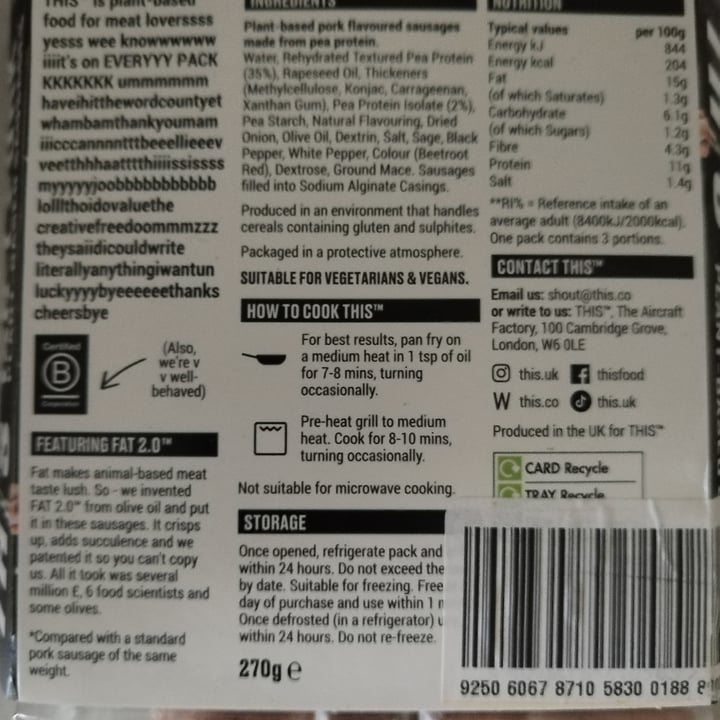 THIS™ is plant-based
food for meat loverssss
yesss wee knowwwwww
iiiit's on EVERYYY PACK
KKKKKKK ummmmmm
haveihitthewordcountyet
whambamthankyoumam
iiicccannnntttbeeellieeev
veetthhhaatttthiiiississss
myyyyyjoobbbbbbbbbbb
lolllthoidovaluethe
creativefreedoommmzzz
theysaiidicouldwrite
literallyanythingiwantun
luckyyyybyeeeeeethanks
cheersbye
Certified
B
Corporation
(Also,
we're v
v well-
behaved)
FEATURING FAT 2.0™
Fat makes animal-based meat
taste lush. So - we invented
FAT 2.0™ from olive oil and put
it in these sausages. It crisps
up, adds succulence and we
patented it so you can't copy
us. All it took was several
million £, 6 food scientists and
some olives.
*Compared with a standard
pork sausage of the same
weight.
INGREDIENTS
Plant-based pork flavoured sausages
made from pea protein.
Water, Rehydrated Textured Pea Protein
(35%), Rapeseed Oil, Thickeners
(Methylcellulose, Konjac, Carrageenan,
Xanthan Gum), Pea Protein Isolate (2%),
Pea Starch, Natural Flavouring, Dried
Onion, Olive Oil, Dextrin, Salt, Sage, Black
Pepper, White Pepper, Colour (Beetroot
Red), Dextrose, Ground Mace. Sausages
filled into Sodium Alginate Casings.
Produced in an environment that handles
cereals containing gluten and sulphites.
Packaged in a protective atmosphere.
SUITABLE FOR VEGETARIANS & VEGANS.
HOW TO COOK THIS™
For best results, pan fry on
a medium heat in 1 tsp of oil
for 7-8 mins, turning
occasionally.
Pre-heat grill to medium
heat. Cook for 8-10 mins,
turning occasionally.
Not suitable for microwave cooking.
STORAGE
Once opened, refrigerate pack and
within 24 hours. Do not exceed the
by date. Suitable for freezing. Free
day of purchase and use within 1
Once defrosted (in a refrigerator)
within 24 hours. Do not re-freeze.
270g e
NUTRITION
Typical values per 100g
Energy kJ 844
Energy kcal 204
Fat 15g
(of which Saturates) 1.3g
Carbohydrate 6.1g
(of which Sugars) 1.2g
Fibre 4.3g
Protein 11g
Salt 1.4g
**RI% = Reference intake of an
average adult (8400kJ/2000kcal).
One pack contains 3 portions.
CONTACT THIS™
Email us: shout@this.co
or write to us: THIS™, The Aircraft
Factory, 100 Cambridge Grove,
London, W6 0LE
this.uk thisfood
W this.co this.uk
Produced in the UK for THIS™
CARD Recycle
TRAY Recycle
9250 6067 8710 5830 0188 8